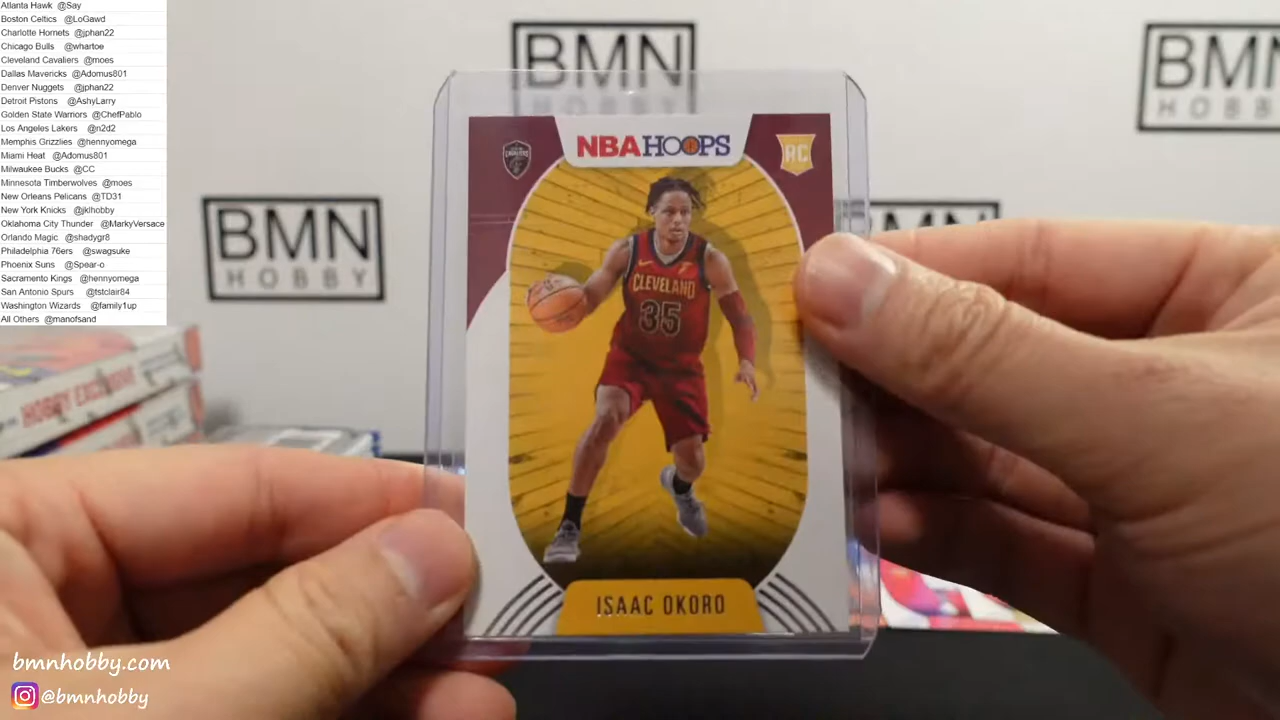 Atlanta Hawk @Say
Boston Celtics @LoGawd
Charlotte Hornets @jphan22
Chicago Bulls @whartoe
Cleveland Cavaliers @moes
Dallas Mavericks @Adomus801
Denver Nuggets @jphan22
Detroit Pistons @AshyLarry
Golden State Warriors @ChefPablo
Los Angeles Lakers @n2d2
Memphis Grizzlies @hennyomega
Miami Heat @Adomus801
Milwaukee Bucks @CC
Minnesota Timberwolves @moes
New Orleans Pelicans @TD31
New York Knicks @jklhobby
Oklahoma City Thunder @MarkyVersace
Orlando Magic @shadygr8
Philadelphia 76ers @swagsuke
Phoenix Suns @Spear-o
Sacramento Kings @hennyomega
San Antonio Spurs @tstclair84
Washington Wizards @family1up
All Others @manofsand
BMN
HOBBY
BMN
HOBB
BMN
HOBBY
BMN
NBA HOOPS
RC
CAVALIERS
CLEVELAND
35
ISAAC OKORO
HOBBY EXCLUSIVE
bmnhobby.com
@bmnhobby